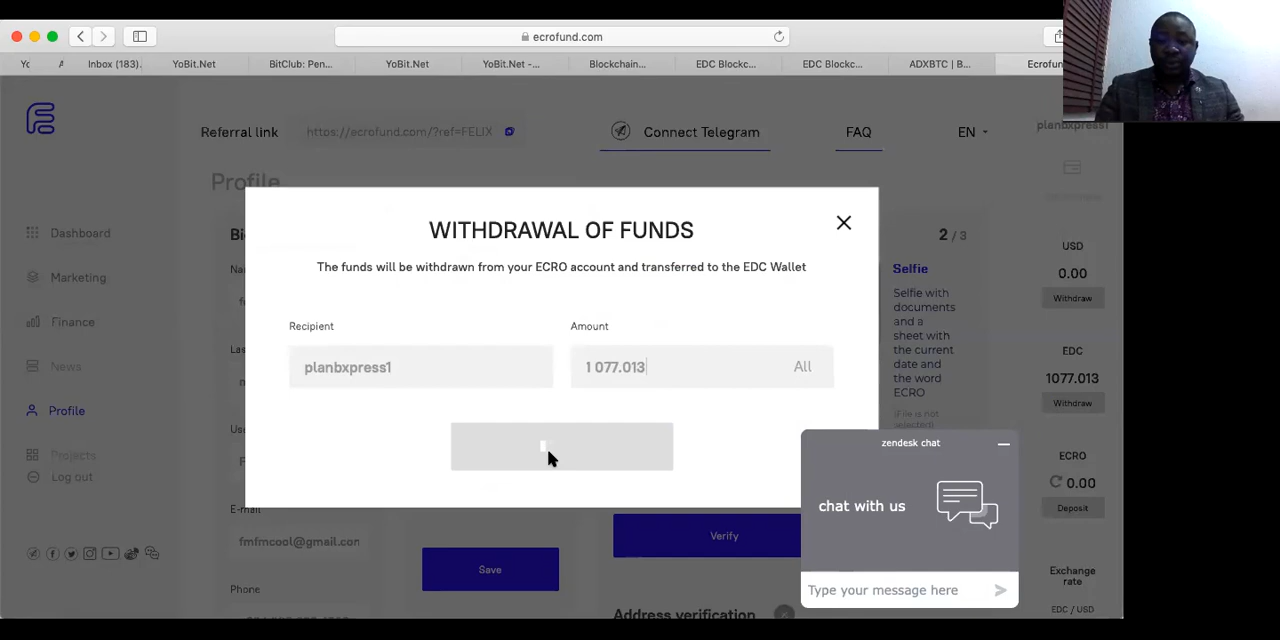 ecrofund.com
Inbox (183).
YoBit.Net
BitClub: Pen...
YoBit.Net
YoBit.Net -...
Blockchain...
EDC Blockc...
EDC Blockc...
ADXBTC | B...
Ecrofun
Referral link
https://ecrofund.com/?ref=FELIX
Connect Telegram
FAQ
EN
planbxpress1
Profile
Dashboard
Marketing
Finance
News
Profile
Projects
Log out
WITHDRAWAL OF FUNDS
The funds will be withdrawn from your ECRO account and transferred to the EDC Wallet
Recipient
Amount
planbxpress1
1 077.013
All
E-mail
fmfmcool@gmail.com
Phone
Save
2 / 3
Selfie
Selfie with
documents
and a
sheet with
the current
date and
the word
ECRO
(File is not
selected)
Verify
Address verification
USD
0.00
Withdraw
EDC
1077.013
Withdraw
ECRO
0.00
Deposit
Exchange
rate
EDC / USD
zendesk chat
chat with us
Type your message here